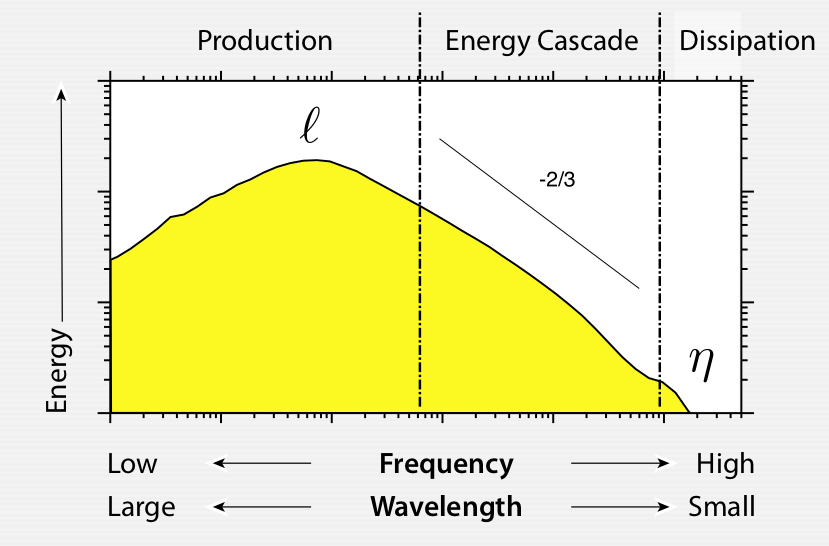 Production Energy Cascade Dissipation
ℓ
-2/3
η
Energy
Low Frequency High
Large Wavelength Small